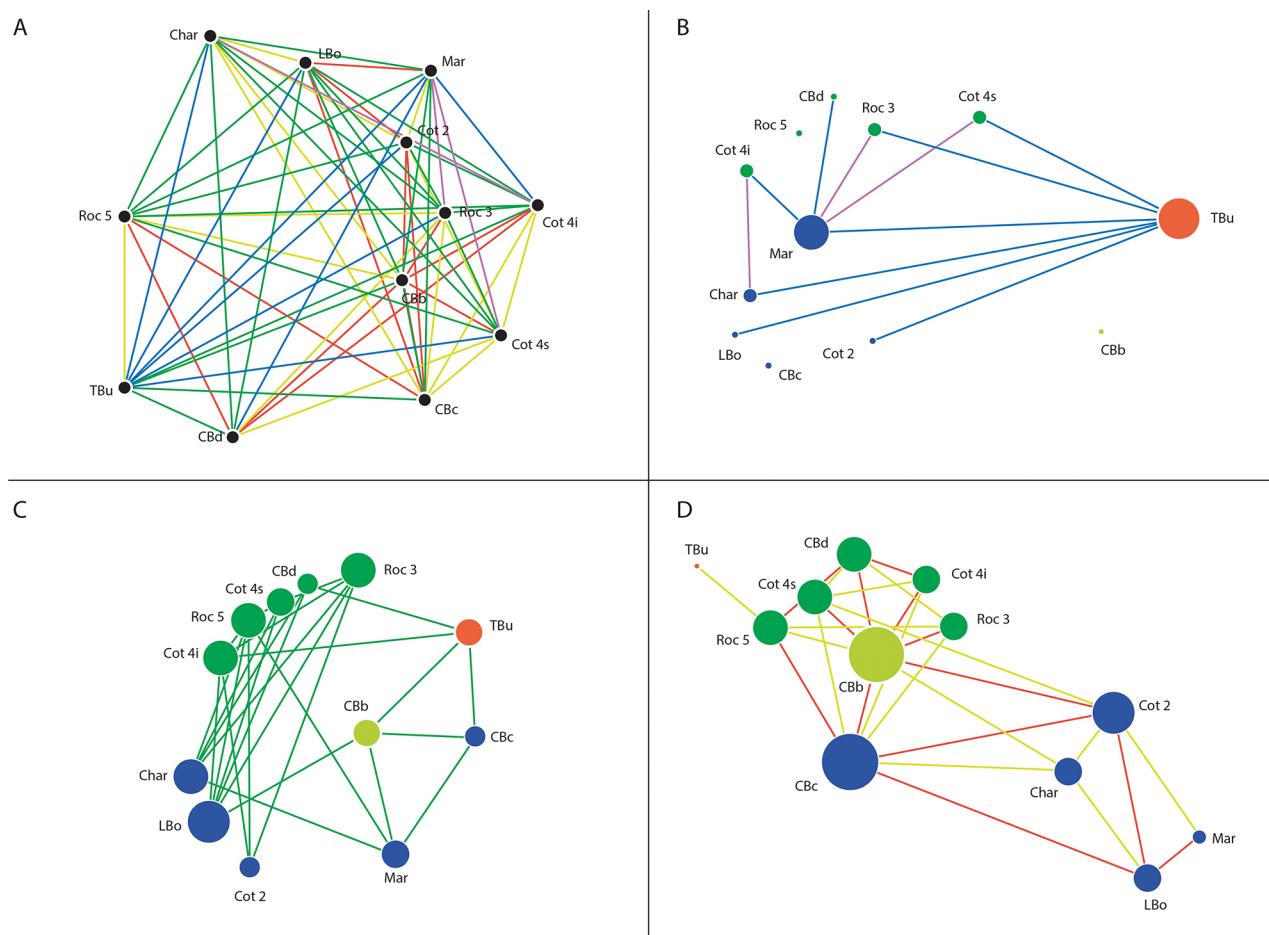 A
Char
LBo
Mar
Cot 2
Roc 5
Roc 3
Cot 4i
CBb
Cot 4s
TBu
CBc
CBd
B
CBd
Cot 4s
Roc 3
Roc 5
Cot 4i
TBu
Mar
Char
LBo
Cot 2
CBb
CBc
C
Roc 3
CBd
Cot 4s
Roc 5
TBu
Cot 4i
CBb
CBc
Char
LBo
Mar
Cot 2
D
TBu
CBd
Cot 4i
Cot 4s
Roc 3
Roc 5
CBb
Cot 2
CBc
Char
Mar
LBo